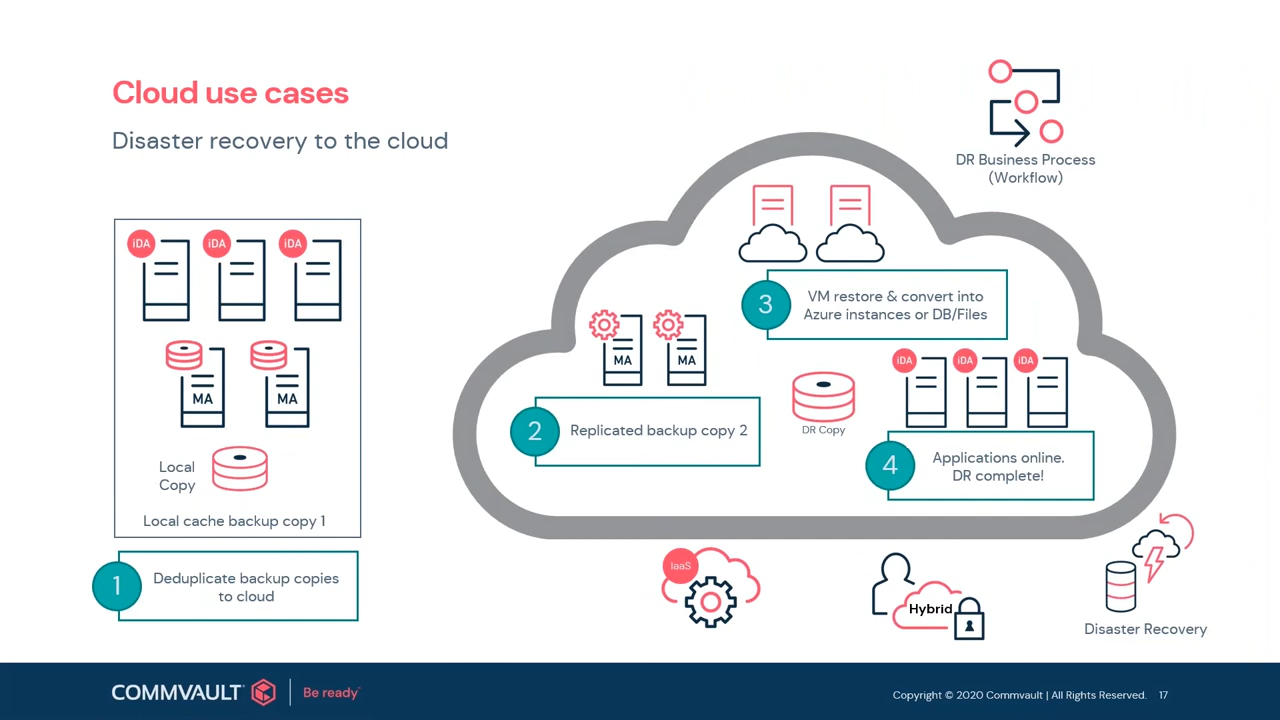 Cloud use cases
Disaster recovery to the cloud
DR Business Process
(Workflow)
iDA
iDA
iDA
MA
MA
Local
Copy
Local cache backup copy 1
1
Deduplicate backup copies
to cloud
3
VM restore & convert into
Azure instances or DB/Files
MA
MA
2
Replicated backup copy 2
DR Copy
iDA
iDA
iDA
4
Applications online.
DR complete!
IaaS
Hybrid
Disaster Recovery
COMMVAULT
Be ready
Copyright © 2020 Commvault | All Rights Reserved.
17